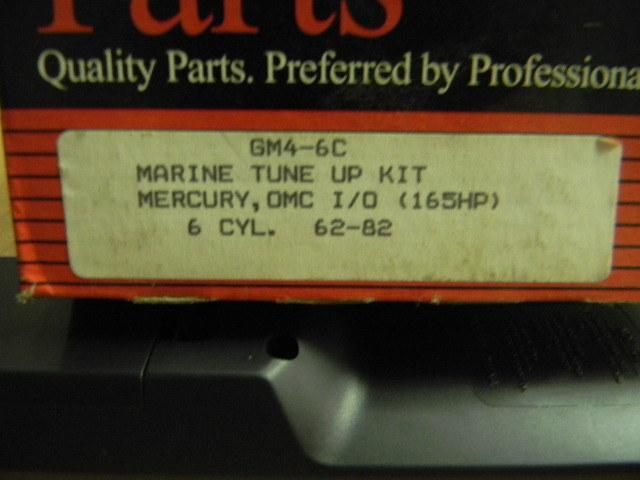 Parts
Quality Parts. Preferred by Professiona
GM4-6C
MARINE TUNE UP KIT
MERCURY,OMC I/O (165HP)
6 CYL. 62-82